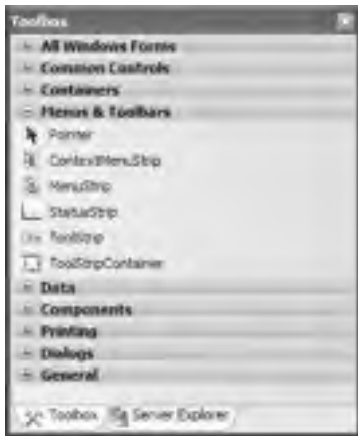 Toolbox
All Windows Forms
Common Controls
Containers
Menus & Toolbars
Pointer
ContextMenuStrip
MenuStrip
StatusStrip
ToolStrip
ToolStripContainer
Data
Components
Printing
Dialogs
General
Toolbox Server Explorer